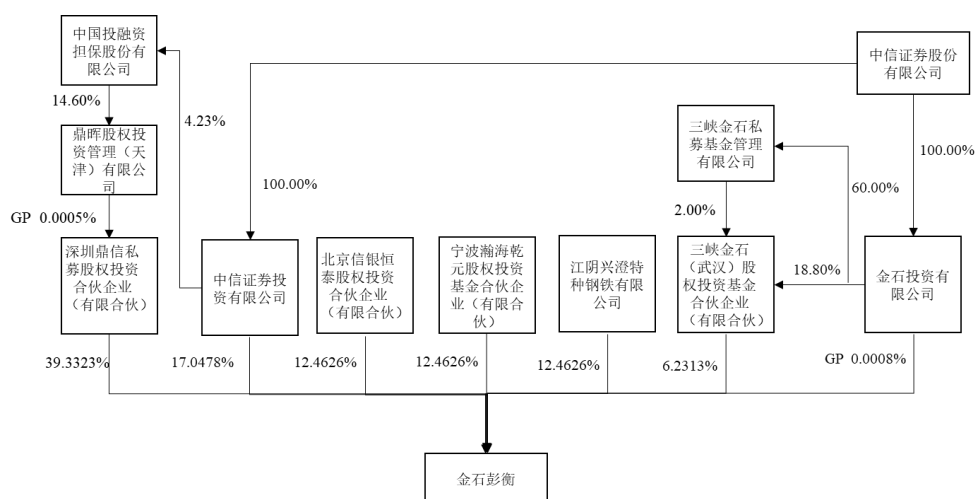 中国投融资
担保股份有
限公司
中信证券股份
有限公司
14.60%
4.23%
鼎晖股权投
资管理（天
津）有限公
司
三峡金石私
募基金管理
有限公司
100.00%
100.00%
60.00%
GP 0.0005%
2.00%
深圳鼎信私
募股权投资
合伙企业
（有限合伙）
中信证券投
资有限公司
北京信银恒
泰股权投资
合伙企业
（有限合伙）
宁波瀚海乾
元股权投资
基金合伙企
业（有限合
伙）
江阴兴澄特
种钢铁有限
公司
三峡金石
（武汉）股
权投资基金
合伙企业
（有限合伙）
18.80%
金石投资有
限公司
39.3323%
17.0478%
12.4626%
12.4626%
12.4626%
6.2313%
GP 0.0008%
金石彭衡